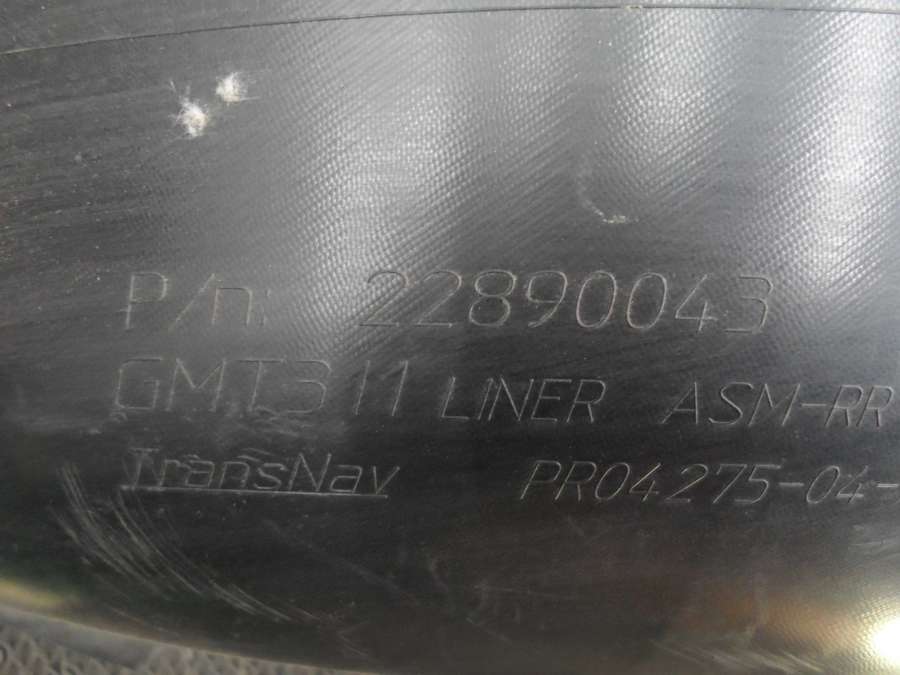 P/n: 22890043
GMT311 LINER ASM-RR
TransNav PR04275-04-